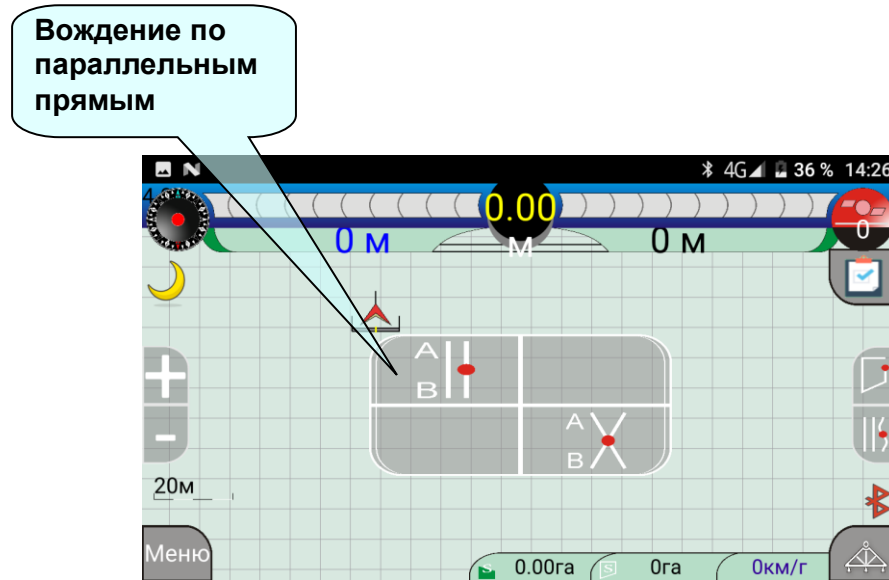 Вождение по
параллельным
прямым
4G 36 % 14:26
0.00
м
0 м
0 м
0
A
B
A
B
+
-
20м
Меню
S 0.00га
S 0га
0км/г